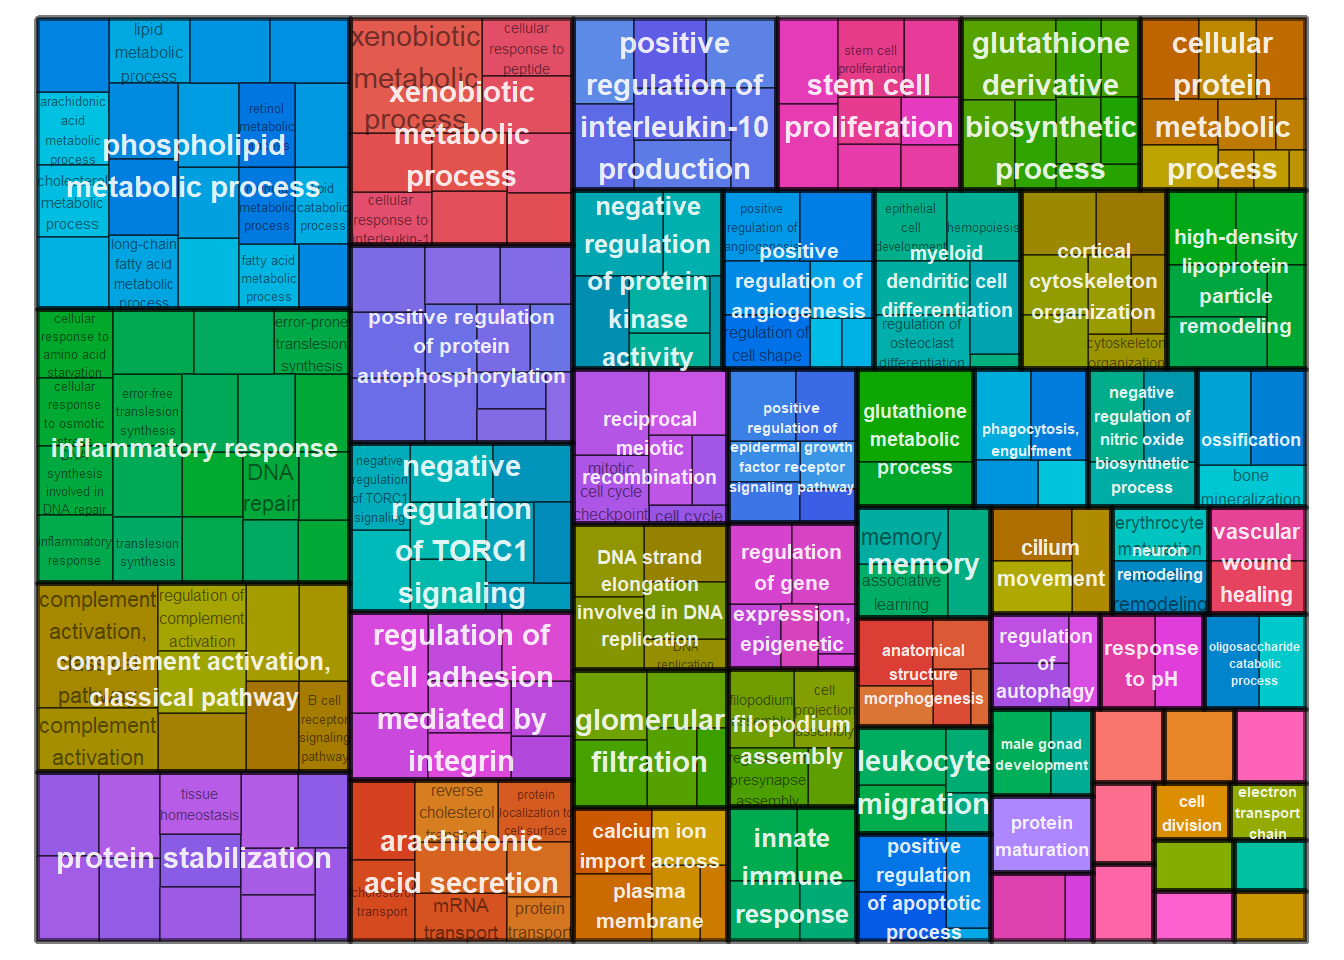 lipid
metabolic
process
arachidonic
acid
metabolic
process
retinol
metabolic
phospholipid
metabolic process
cholesterol
metabolic
process
metabolic
process
lipid
catabolic
process
long-chain
fatty acid
metabolic
process
fatty acid
metabolic
process
xenobiotic
metabolic
process
cellular
response to
peptide
xenobiotic
metabolic
process
cellular
response to
interleukin-1
positive
regulation of
interleukin-10
production
stem cell
proliferation
stem cell
proliferation
glutathione
derivative
biosynthetic
process
cellular
protein
metabolic
process
negative
regulation
of protein
kinase
activity
positive
regulation of
angiogenesis
positive
regulation of
angiogenesis
regulation of
cell shape
epithelial
cell
development
hemopoiesis
myeloid
dendritic cell
differentiation
regulation of
osteoclast
differentiation
cortical
cytoskeleton
organization
cytoskeleton
organization
high-density
lipoprotein
particle
remodeling
positive regulation
of protein
autophosphorylation
cellular
response to
amino acid
starvation
error-prone
translesion
synthesis
cellular
response
to osmotic
error-free
translesion
synthesis
inflammatory response
DNA
synthesis
involved in
DNA repair
DNA
repair
inflammatory
response
translesion
synthesis
negative
regulation
of TORC1
signaling
negative
regulation
of TORC1
signaling
reciprocal
meiotic
recombination
mitotic
cell cycle
checkpoint
cell cycle
positive
regulation of
epidermal growth
factor receptor
signaling pathway
glutathione
metabolic
process
phagocytosis,
engulfment
negative
regulation of
nitric oxide
biosynthetic
process
ossification
bone
mineralization
memory
memory
associative
learning
cilium
movement
erythrocyte
maturation
neuron
remodeling
neuron
remodeling
vascular
wound
healing
DNA strand
elongation
involved in DNA
replication
DNA
replication
regulation
of gene
expression,
epigenetic
complement
activation,
classical
pathway
regulation of
complement
activation
complement activation,
classical pathway
complement
activation
B cell
receptor
signaling
pathway
regulation of
cell adhesion
mediated by
integrin
anatomical
structure
morphogenesis
regulation
of
autophagy
response
to pH
oligosaccharide
catabolic
process
glomerular
filtration
filopodium
assembly
cell
projection
assembly
filopodium
assembly
presynapse
assembly
leukocyte
migration
male gonad
development
tissue
homeostasis
protein stabilization
reverse
cholesterol
transport
protein
localization to
cell surface
arachidonic
acid secretion
cholesterol
transport
mRNA
transport
protein
transport
calcium ion
import across
plasma
membrane
innate
immune
response
positive
regulation
of apoptotic
process
protein
maturation
cell
division
electron
transport
chain